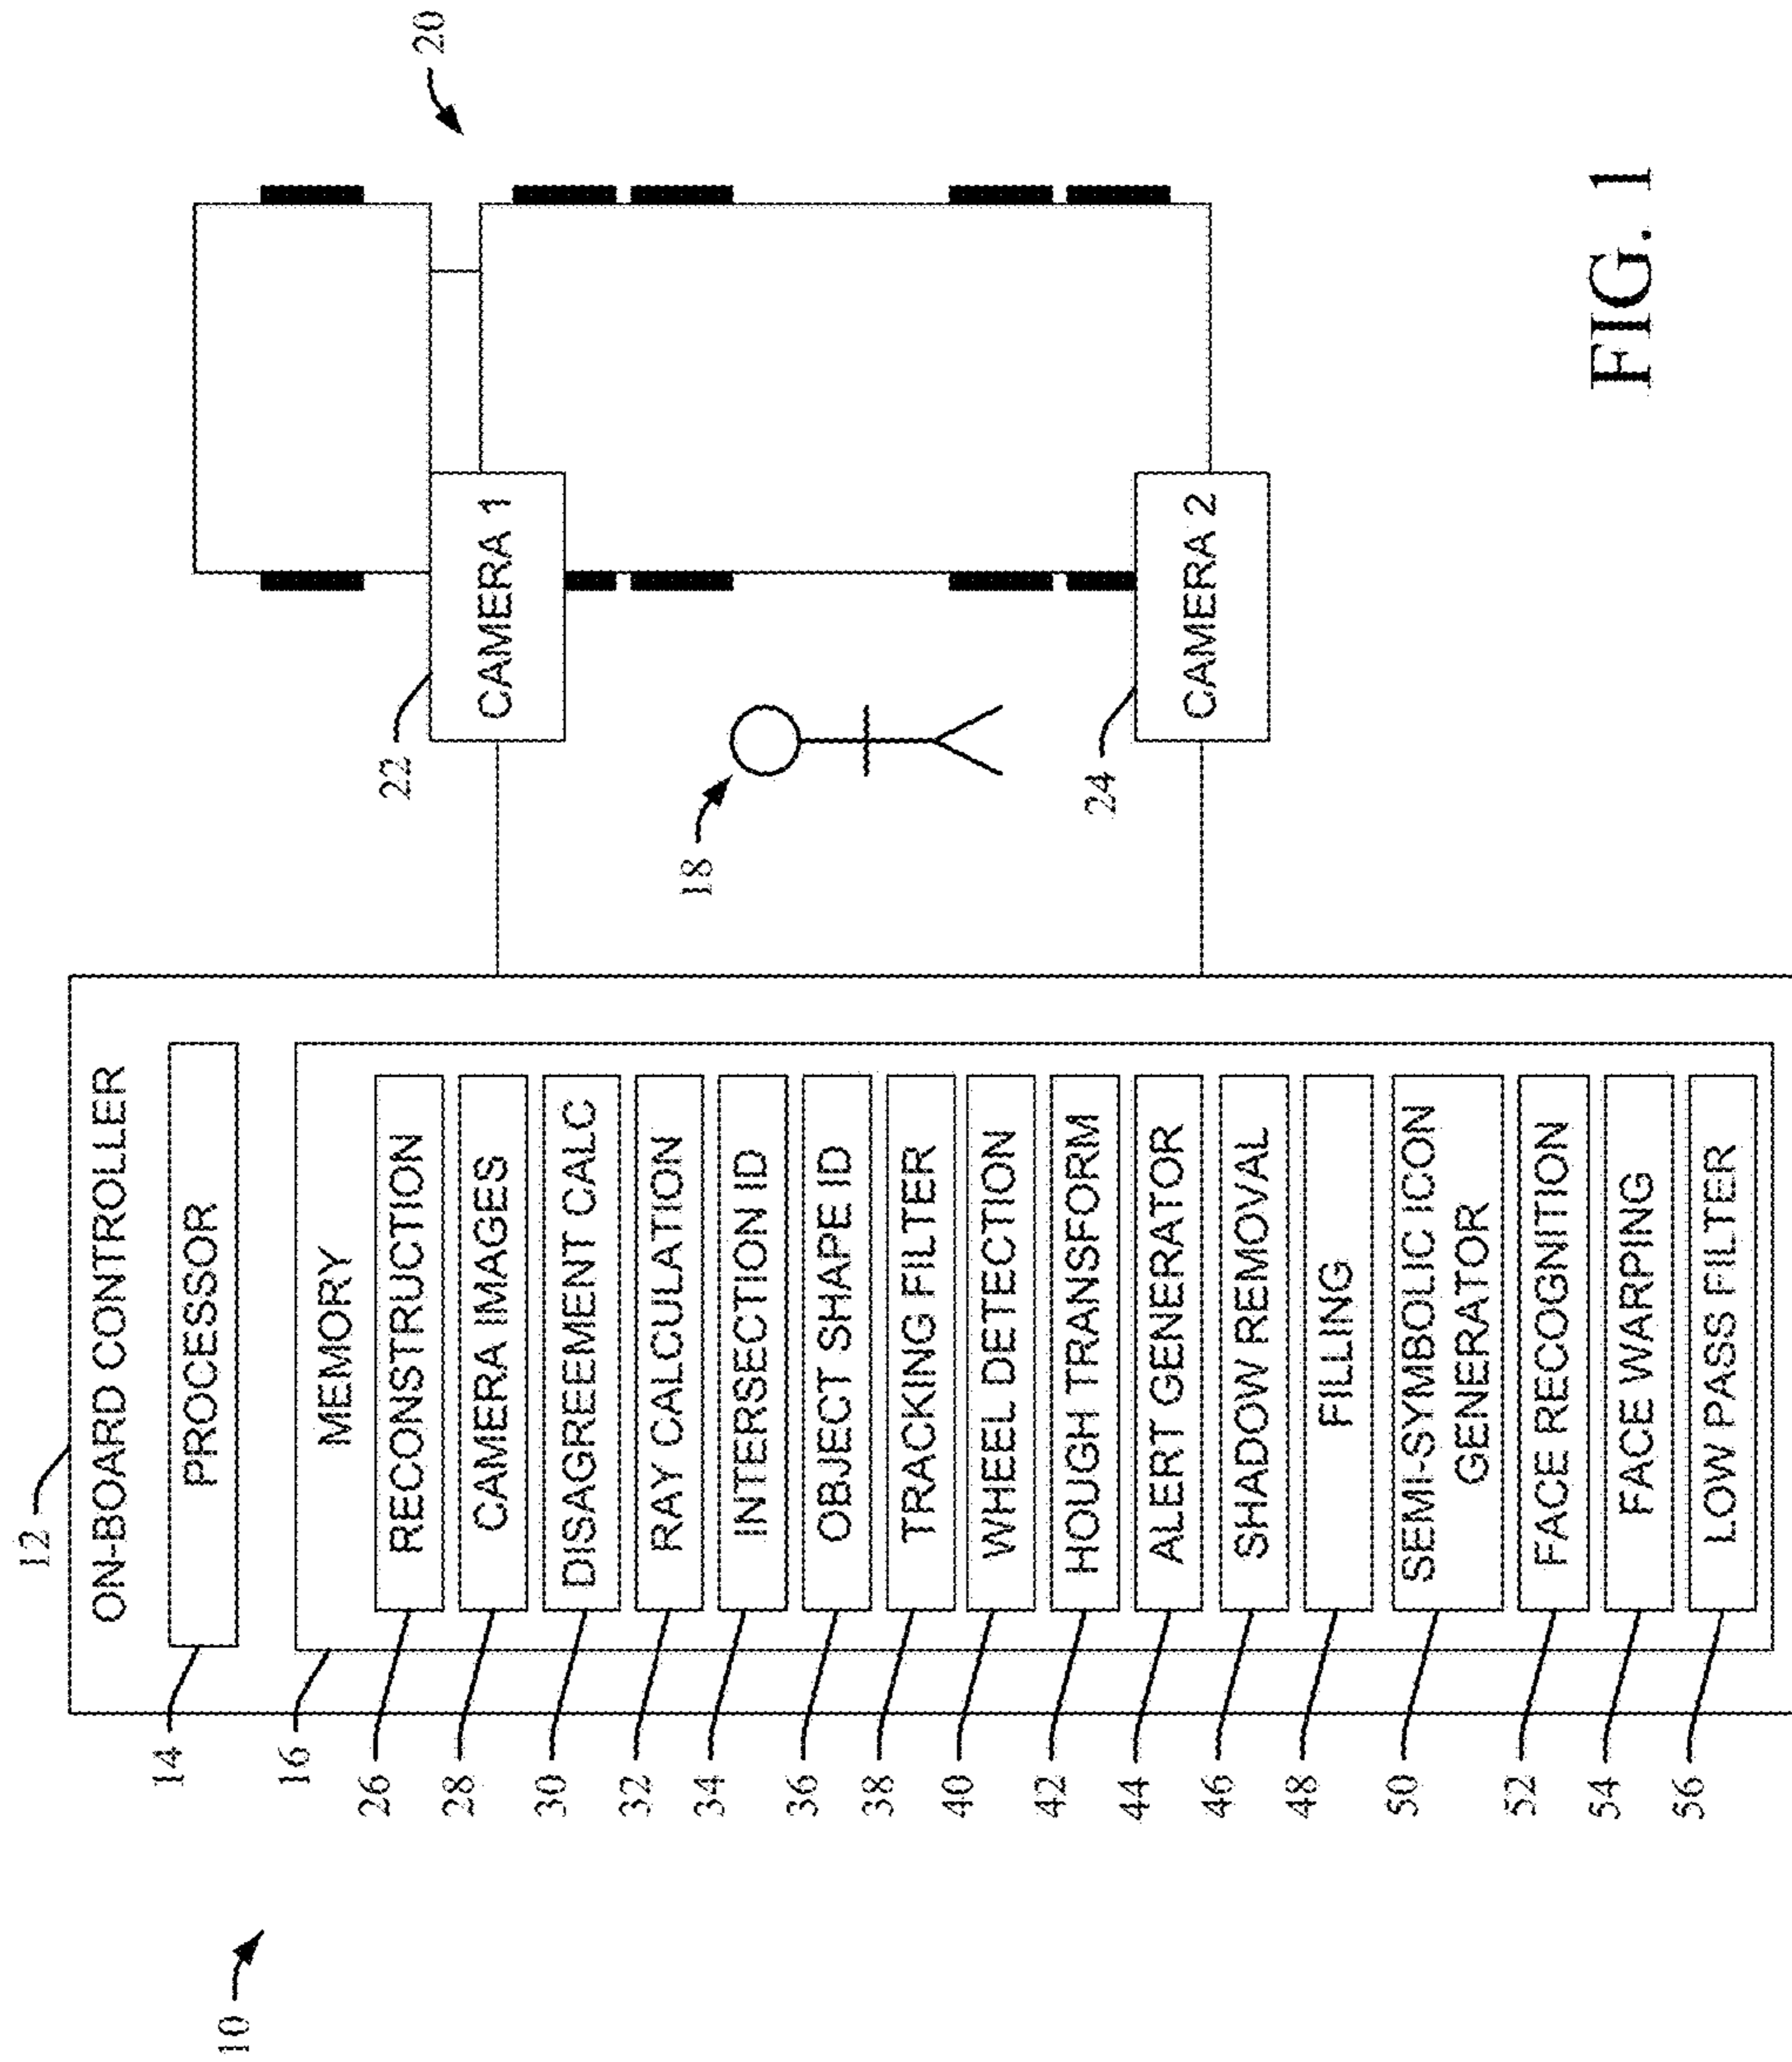 10
12
ON-BOARD CONTROLLER
14
PROCESSOR
16
MEMORY
26
RECONSTRUCTION
28
CAMERA IMAGES
30
DISAGREEMENT CALC
32
RAY CALCULATION
34
INTERSECTION ID
36
OBJECT SHAPE ID
38
TRACKING FILTER
40
WHEEL DETECTION
42
HOUGH TRANSFORM
44
ALERT GENERATOR
46
SHADOW REMOVAL
48
FILLING
50
SEMI-SYMBOLIC ICON
GENERATOR
52
FACE RECOGNITION
54
FACE WARPING
56
LOW PASS FILTER
18
20
22
CAMERA 1
24
CAMERA 2
FIG. 1